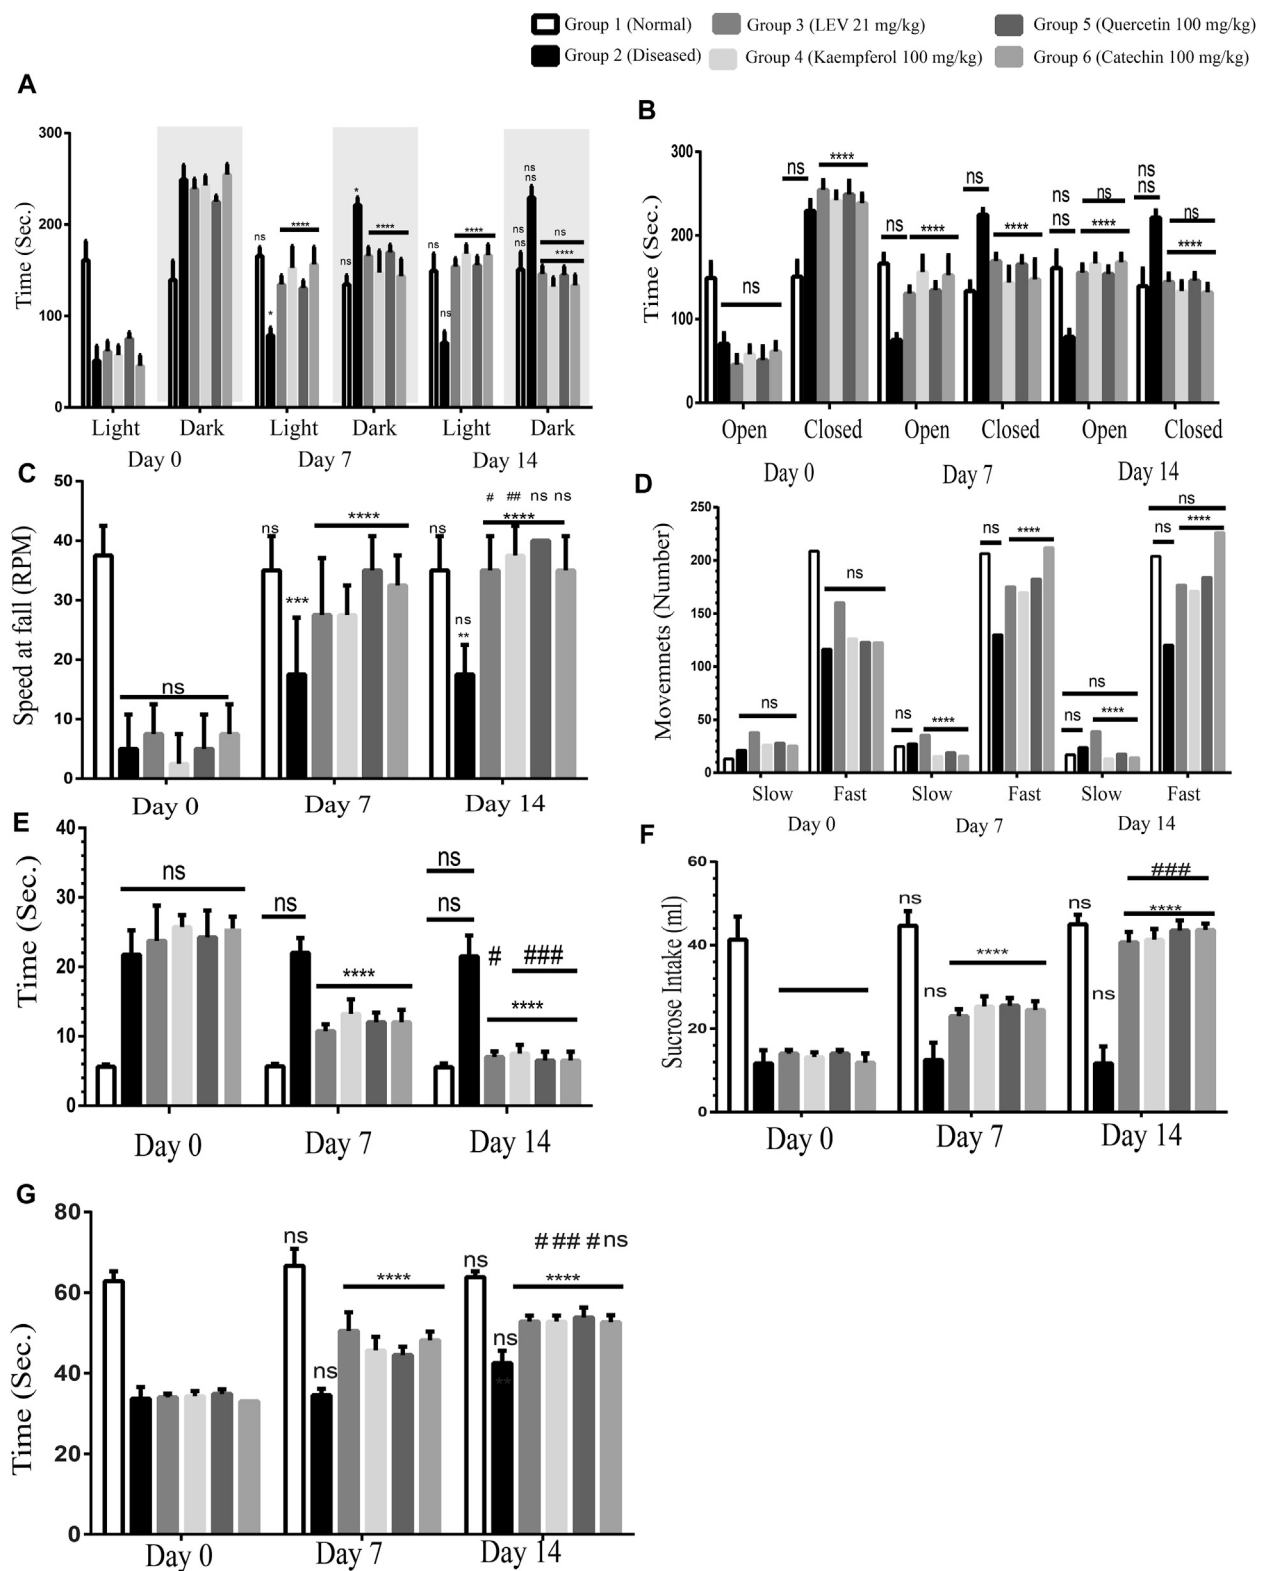 Group 1 (Normal)
Group 3 (LEV 21 mg/kg)
Group 5 (Quercetin 100 mg/kg)
Group 2 (Diseased)
Group 4 (Kaempferol 100 mg/kg)
Group 6 (Catechin 100 mg/kg)
A
Time (Sec.)
300
200
100
0
ns
*
****
ns
*
****
ns
ns
****
ns
ns
ns
ns
ns
****
Light
Dark
Light
Dark
Light
Dark
Day 0
Day 7
Day 14
B
Time (Sec.)
300
200
100
0
ns
ns
****
ns
****
ns
****
ns
ns
ns
****
ns
ns
ns
****
Open
Closed
Open
Closed
Open
Closed
Day 0
Day 7
Day 14
C
Speed at fall (RPM)
50
40
30
20
10
0
ns
ns
***
****
ns
ns
**
# ## ns ns
****
Day 0
Day 7
Day 14
D
Movemnets (Number)
250
200
150
100
50
0
ns
ns
ns
****
ns
****
ns
ns
****
ns
ns
****
Slow
Fast
Slow
Fast
Slow
Fast
Day 0
Day 7
Day 14
E
Time (Sec.)
40
30
20
10
0
ns
ns
****
ns
ns
# ###
****
Day 0
Day 7
Day 14
F
Sucrose Intake (ml)
60
40
20
0
ns
ns
****
ns
ns
###
****
Day 0
Day 7
Day 14
G
Time (Sec.)
80
60
40
20
0
ns
ns
****
ns
ns
**
# ## # ns
****
Day 0
Day 7
Day 14